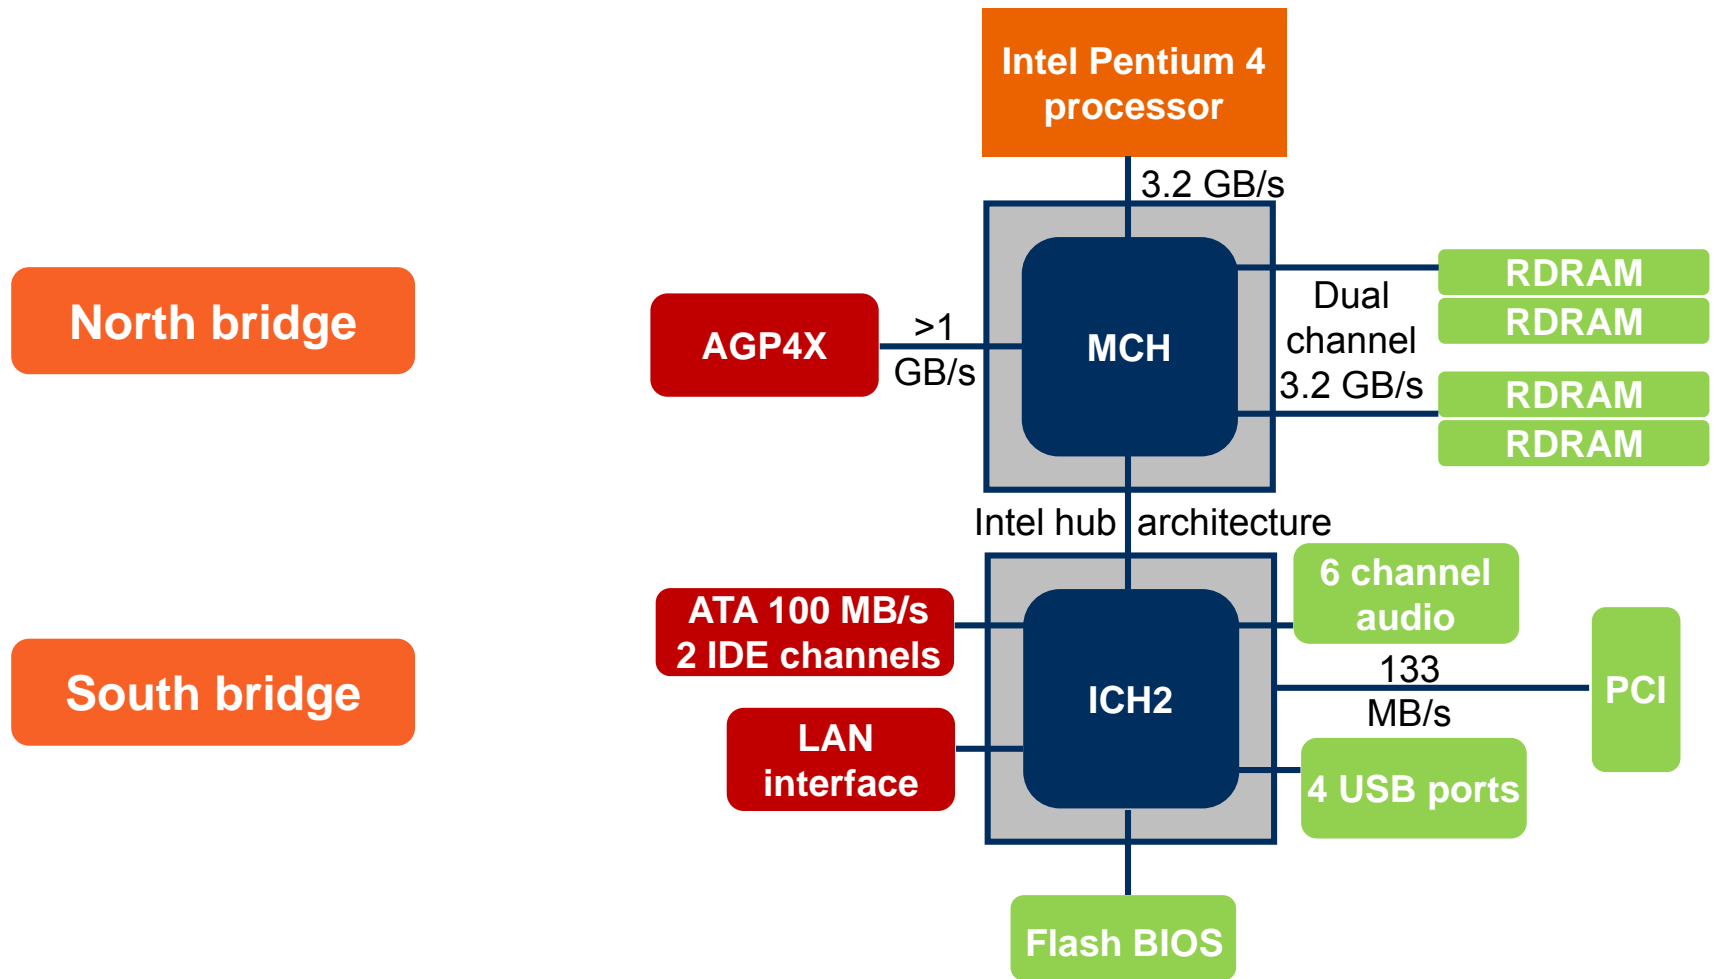 Intel Pentium 4
processor
3.2 GB/s
North bridge
AGP4X
>1
GB/s
MCH
Dual
channel
3.2 GB/s
RDRAM
RDRAM
RDRAM
RDRAM
Intel hub architecture
South bridge
ATA 100 MB/s
2 IDE channels
LAN
interface
ICH2
6 channel
audio
133
MB/s
PCI
4 USB ports
Flash BIOS